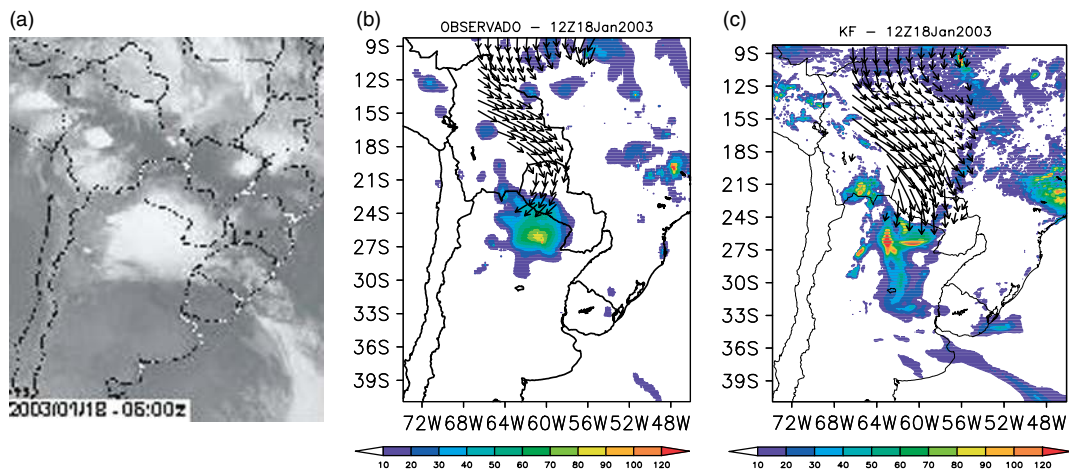 (a)
2003/01/18 - 06:00z
(b)
OBSERVADO - 12Z18Jan2003
9S
12S
15S
18S
21S
24S
27S
30S
33S
36S
39S
72W 68W 64W 60W 56W 52W 48W
10 20 30 40 50 60 70 80 90 100 120
(c)
KF - 12Z18Jan2003
9S
12S
15S
18S
21S
24S
27S
30S
33S
36S
39S
72W 68W 64W 60W 56W 52W 48W
10 20 30 40 50 60 70 80 90 100 120